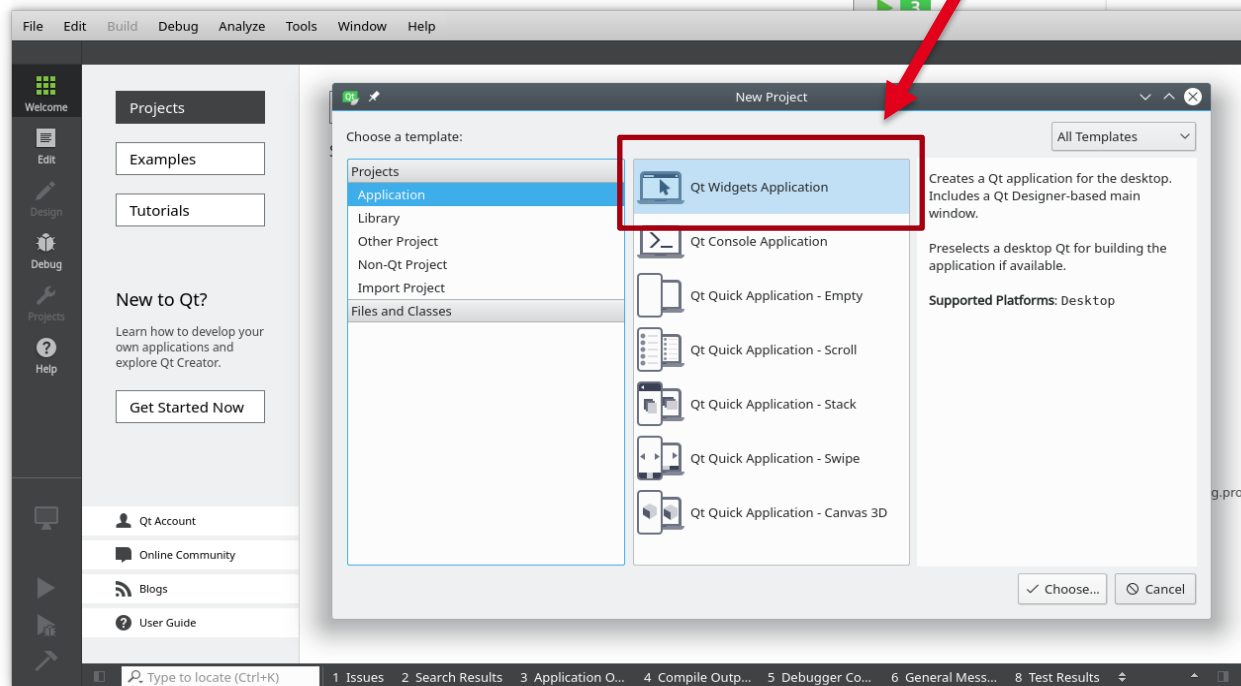 3
File Edit Build Debug Analyze Tools Window Help
Welcome
Edit
Design
Debug
Projects
Help
Projects
Examples
Tutorials
New to Qt?
Learn how to develop your
own applications and
explore Qt Creator.
Get Started Now
Qt Account
Online Community
Blogs
User Guide
Qt New Project
Choose a template:
All Templates
Projects
Application
Library
Other Project
Non-Qt Project
Import Project
Files and Classes
Qt Widgets Application
Qt Console Application
Qt Quick Application - Empty
Qt Quick Application - Scroll
Qt Quick Application - Stack
Qt Quick Application - Swipe
Qt Quick Application - Canvas 3D
Creates a Qt application for the desktop.
Includes a Qt Designer-based main
window.
Preselects a desktop Qt for building the
application if available.
Supported Platforms: Desktop
g.pro
Choose... Cancel
Type to locate (Ctrl+K) 1 Issues 2 Search Results 3 Application O... 4 Compile Outp... 5 Debugger Co... 6 General Mess... 8 Test Results